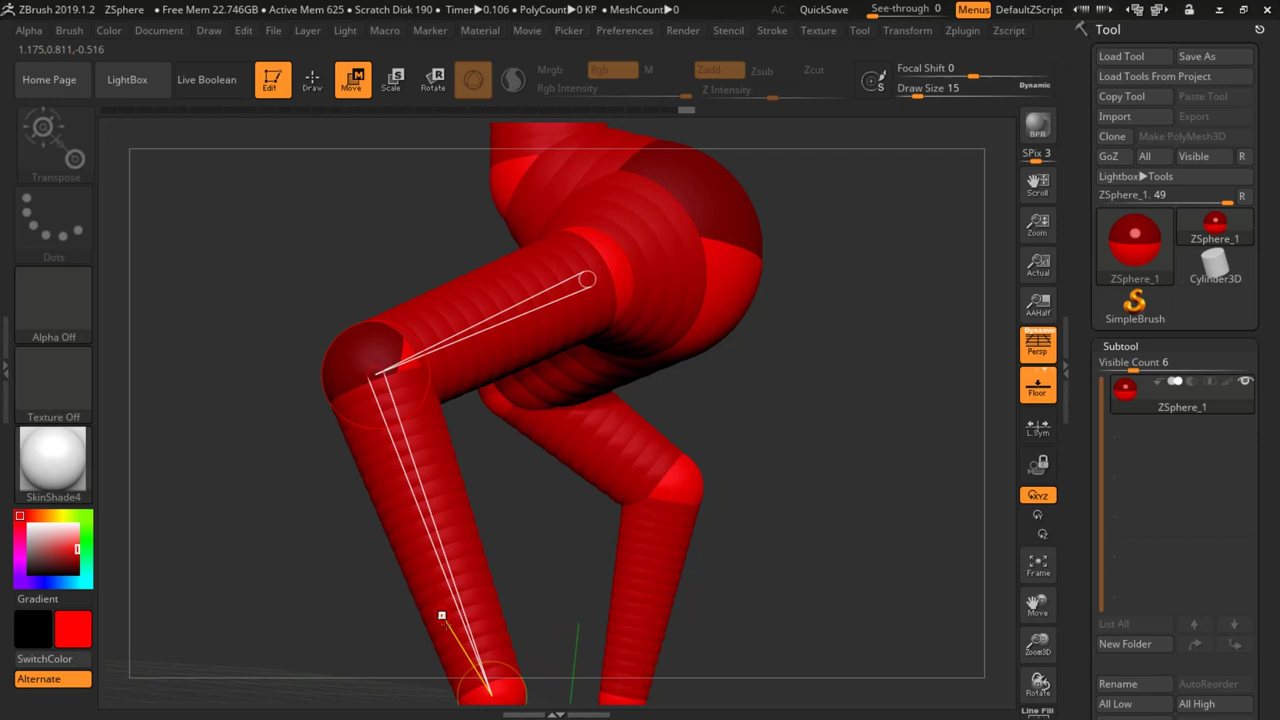 ZBrush 2019.1.2 ZSphere • Free Mem 22.746GB • Active Mem 625 • Scratch Disk 190 • Timer▶0.106 • PolyCount▶0 KP • MeshCount▶0 AC QuickSave See-through 0 Menus DefaultZScript
Alpha Brush Color Document Draw Edit File Layer Light Macro Marker Material Movie Picker Preferences Render Stencil Stroke Texture Tool Transform Zplugin Zscript
1.175,0.811,-0.516
Home Page LightBox Live Boolean Edit Draw Move Scale Rotate
Mrgb Rgb M Zadd Zsub Zcut
Rgb Intensity Z Intensity
Focal Shift 0
Draw Size 15 Dynamic
Transpose
Dots
Alpha Off
Texture Off
SkinShade4
Gradient
SwitchColor
Alternate
BPR
SPix 3
Scroll
Zoom
Actual
AAHalf
Dynamic
Persp
Floor
L.Sym
XYZ
Y
Z
Frame
Move
Zoom3D
Rotate
Line Fill
Tool
Load Tool Save As
Load Tools From Project
Copy Tool Paste Tool
Import Export
Clone Make PolyMesh3D
GoZ All Visible R
Lightbox▶Tools
ZSphere_1. 49 R
ZSphere_1 ZSphere_1
Cylinder3D
SimpleBrush
Subtool
Visible Count 6
ZSphere_1
List All
New Folder
Rename AutoReorder
All Low All High